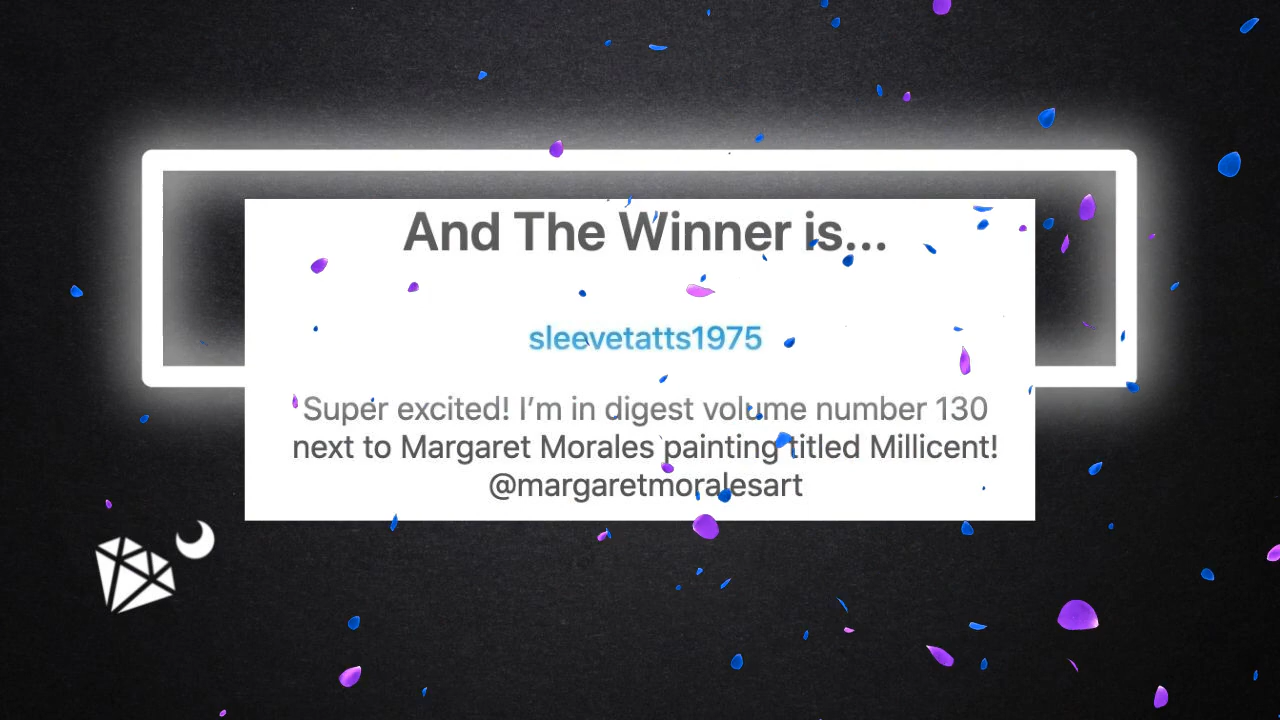 And The Winner is...
sleevetatts1975
Super excited! I’m in digest volume number 130
next to Margaret Morales painting titled Millicent!
@margaretmoralesart